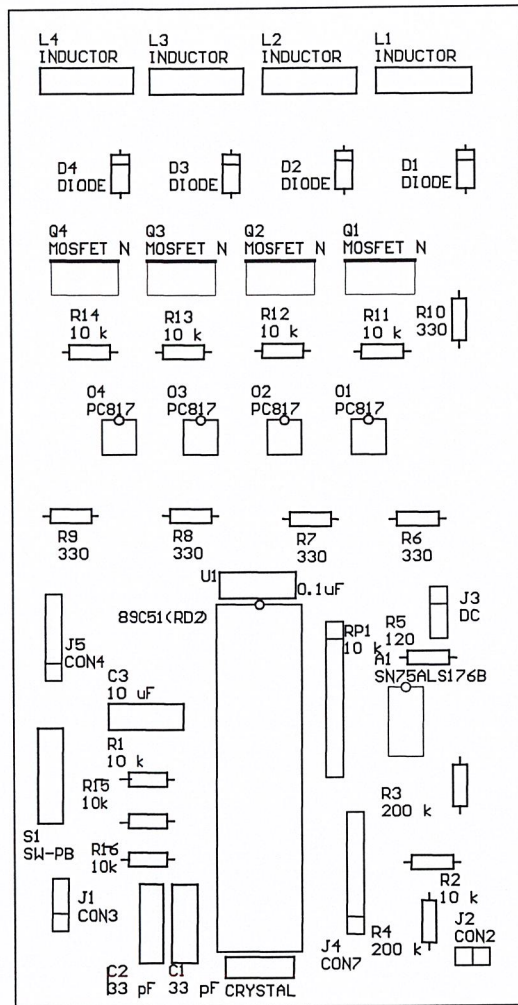 L4
INDUCTOR
L3
INDUCTOR
L2
INDUCTOR
L1
INDUCTOR
D4
DIODE
D3
DIODE
D2
DIODE
D1
DIODE
Q4
MOSFET N
Q3
MOSFET N
Q2
MOSFET N
Q1
MOSFET N
R14
10 k
R13
10 k
R12
10 k
R11
10 k
R10
330
O4
PC817
O3
PC817
O2
PC817
O1
PC817
R9
330
R8
330
R7
330
R6
330
U1
0.1uF
89C51(RD2)
J5
CON4
RP1
10 k
R5
120
J3
DC
A1
SN75ALS176B
C3
10 uF
R1
10 k
R15
10k
R16
10k
S1
SW-PB
J1
CON3
R3
200 k
R2
10 k
R4
200 k
J2
CON2
J4
CON7
C2
33 pF
C1
33 pF
CRYSTAL